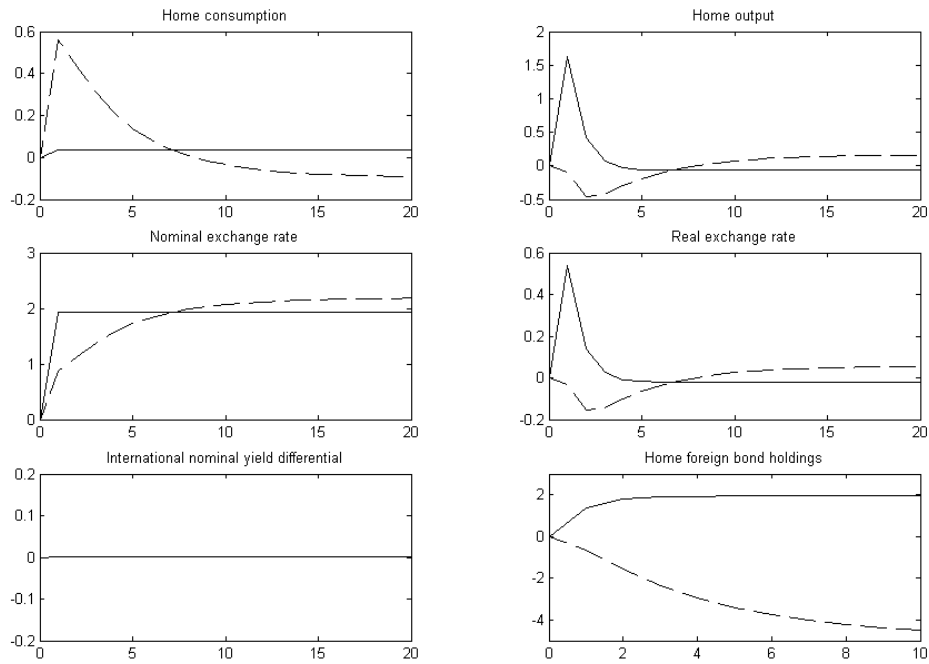 Home consumption
0.6
0.4
0.2
0
-0.2
0 5 10 15 20
Home output
2
1.5
1
0.5
0
-0.5
0 5 10 15 20
Nominal exchange rate
3
2
1
0
0 5 10 15 20
Real exchange rate
0.6
0.4
0.2
0
-0.2
0 5 10 15 20
International nominal yield differential
0.2
0.1
0
-0.1
-0.2
0 5 10 15 20
Home foreign bond holdings
2
0
-2
-4
0 2 4 6 8 10